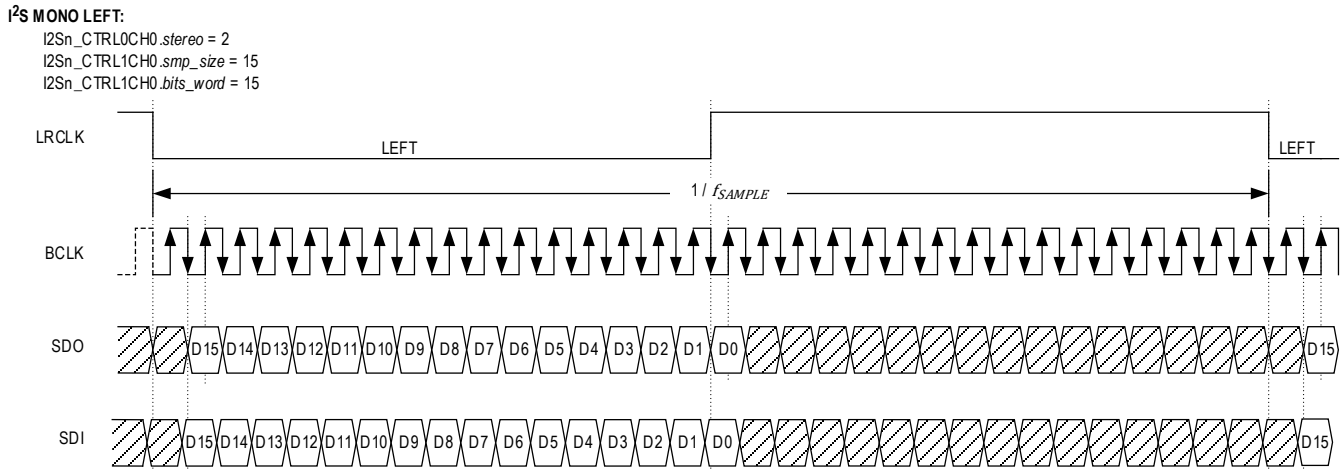 I²S MONO LEFT:
I2Sn_CTRL0CH0.stereo = 2
I2Sn_CTRL1CH0.smp_size = 15
I2Sn_CTRL1CH0.bits_word = 15
LRCLK LEFT LEFT
1 / fSAMPLE
BCLK
SDO D15 D14 D13 D12 D11 D10 D9 D8 D7 D6 D5 D4 D3 D2 D1 D0 D15
SDI D15 D14 D13 D12 D11 D10 D9 D8 D7 D6 D5 D4 D3 D2 D1 D0 D15